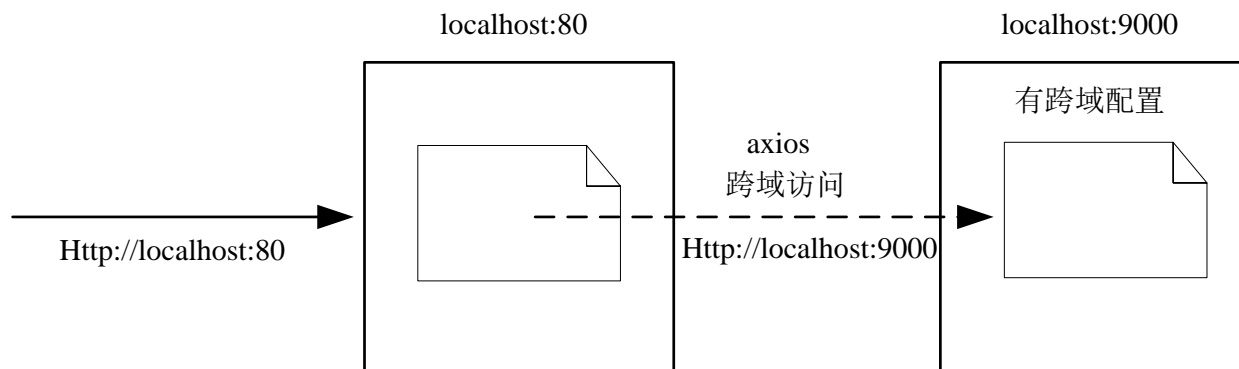 localhost:80
localhost:9000
有跨域配置
axios
跨域访问
Http://localhost:80
Http://localhost:9000